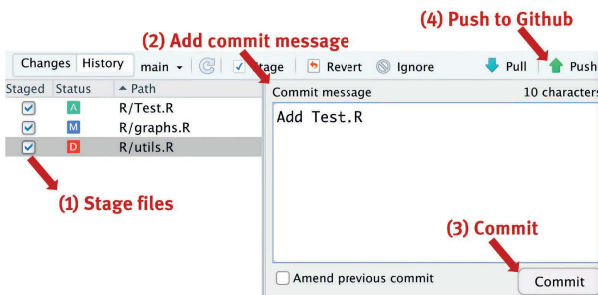 (4) Push to Github
(2) Add commit message
Changes History main Stage Revert Ignore Pull Push
Staged Status Path Commit message 10 characters
A R/Test.R Add Test.R
M R/graphs.R
D R/utils.R
(1) Stage files
(3) Commit
Amend previous commit Commit